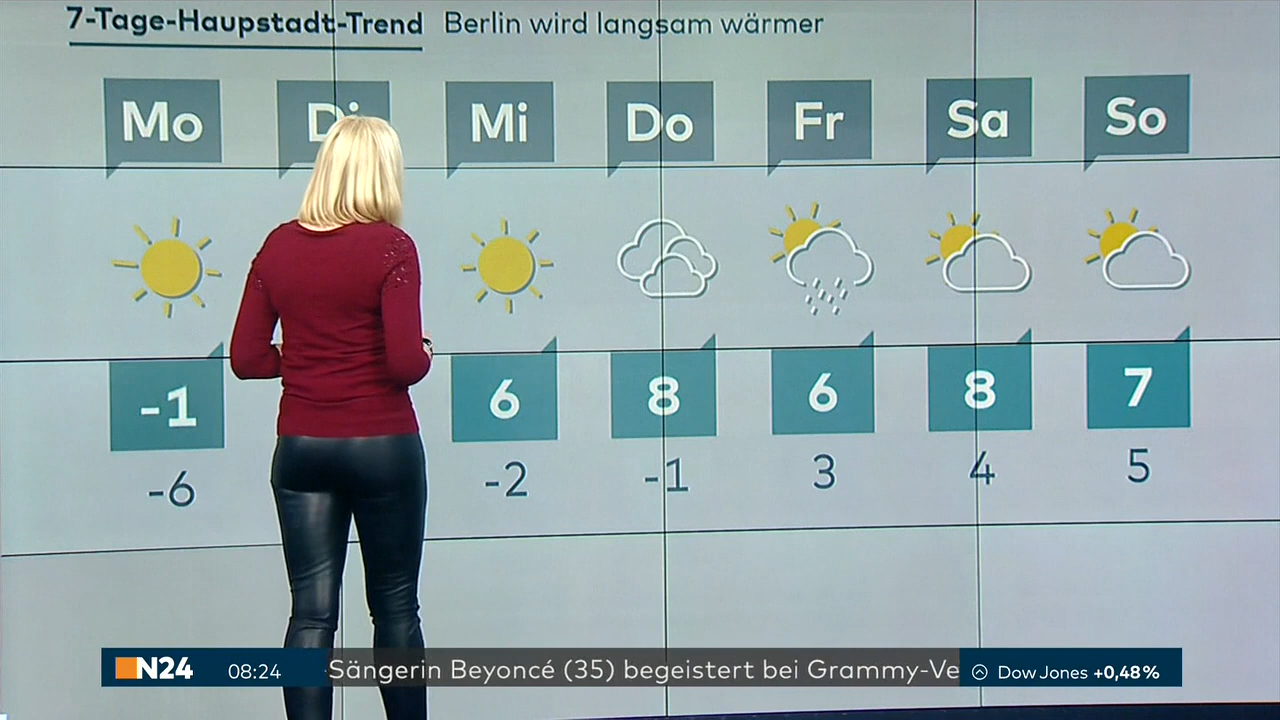 7-Tage-Haupstadt-Trend Berlin wird langsam wärmer
Mo Di Mi Do Fr Sa So
-1 6 8 6 8 7
-6 -2 -1 3 4 5
N24 08:24 Sängerin Beyoncé (35) begeistert bei Grammy-Ve Dow Jones +0,48%